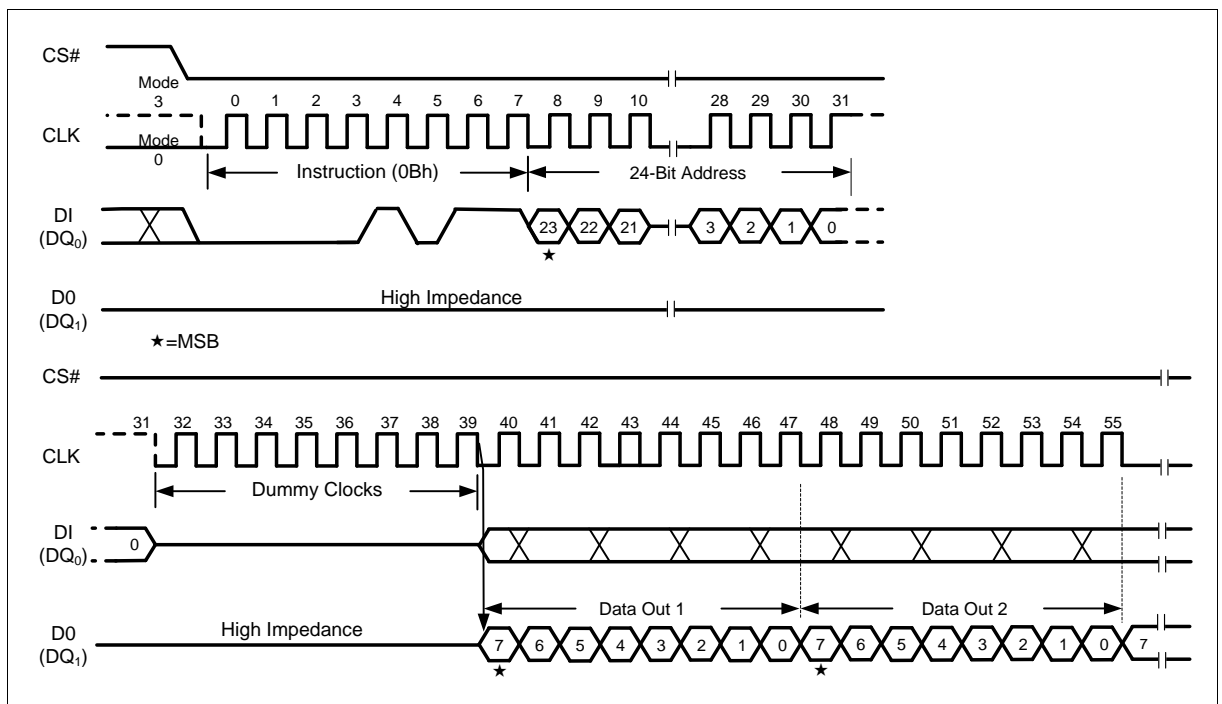 CS#
Mode
3
0 1 2 3 4 5 6 7 8 9 10 28 29 30 31
CLK
Mode
0
Instruction (0Bh) 24-Bit Address
DI
(DQ0)
23 22 21 3 2 1 0
★
D0
(DQ1)
High Impedance
★=MSB
CS#
31 32 33 34 35 36 37 38 39 40 41 42 43 44 45 46 47 48 49 50 51 52 53 54 55
CLK
Dummy Clocks
DI
(DQ0)
0
Data Out 1 Data Out 2
D0
(DQ1)
High Impedance
7 6 5 4 3 2 1 0 7 6 5 4 3 2 1 0 7
★ ★